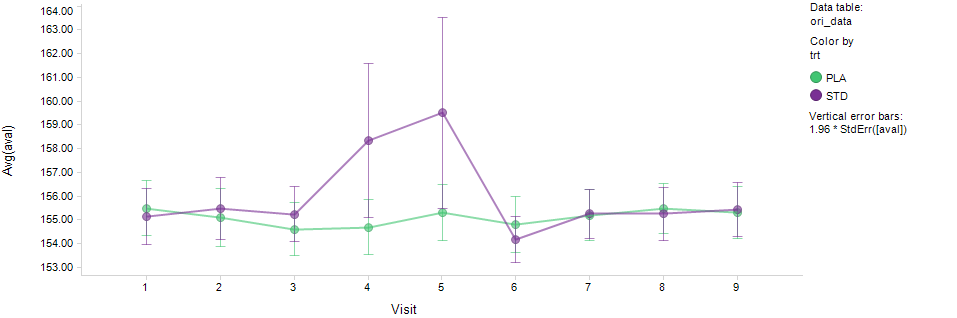 164.00
163.00
162.00
161.00
160.00
159.00
158.00
157.00
156.00
155.00
154.00
153.00
Avg(aval)
1 2 3 4 5 6 7 8 9
Visit
Data table:
ori_data
Color by
trt
PLA
STD
Vertical error bars:
1.96 * StdErr([aval])